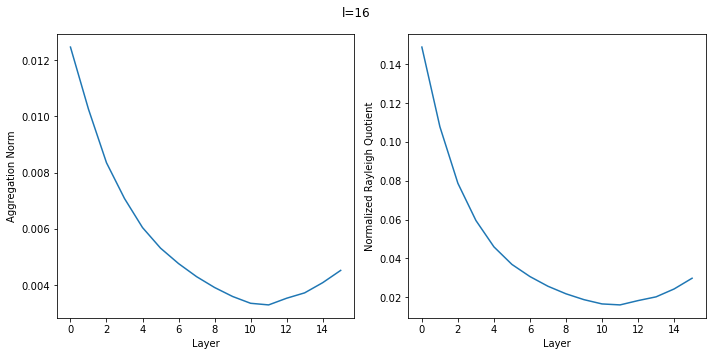 l=16
Aggregation Norm
0.012
0.010
0.008
0.006
0.004
0 2 4 6 8 10 12 14
Layer
Normalized Rayleigh Quotient
0.14
0.12
0.10
0.08
0.06
0.04
0.02
0 2 4 6 8 10 12 14
Layer